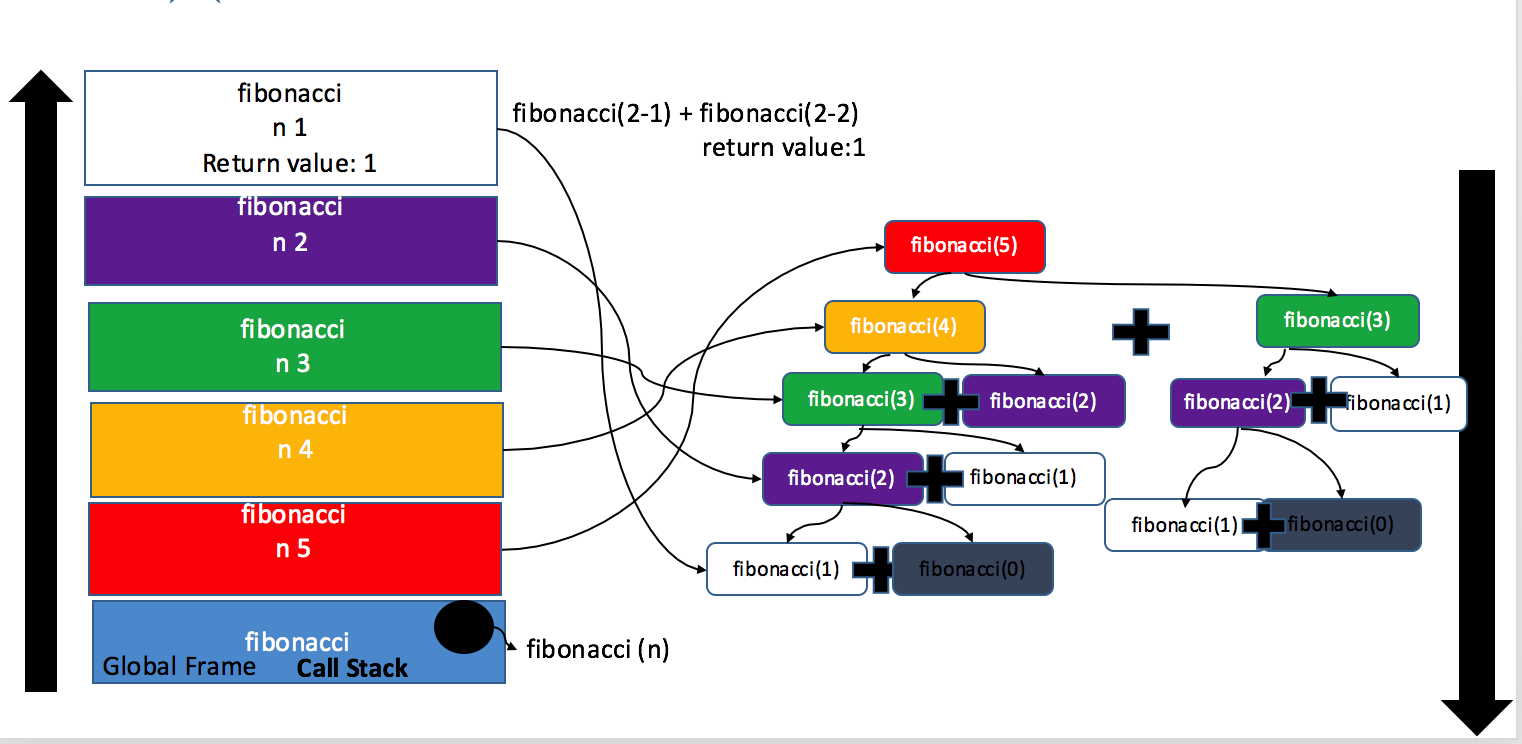 fibonacci
n 1
Return value: 1
fibonacci(2-1) + fibonacci(2-2)
return value:1
fibonacci
n 2
fibonacci
n 3
fibonacci
n 4
fibonacci
n 5
fibonacci
Global Frame
Call Stack
fibonacci (n)
fibonacci(5)
fibonacci(4)
fibonacci(3)
fibonacci(3)
fibonacci(2)
fibonacci(2)
fibonacci(1)
fibonacci(2)
fibonacci(1)
fibonacci(1)
fibonacci(0)
fibonacci(1)
fibonacci(0)